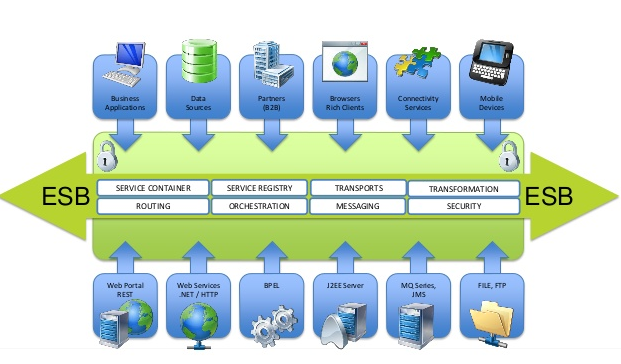 Business
Applications
Data
Sources
Partners
(B2B)
Browsers
Rich Clients
Connectivity
Services
Mobile
Devices
ESB
SERVICE CONTAINER
SERVICE REGISTRY
TRANSPORTS
TRANSFORMATION
ROUTING
ORCHESTRATION
MESSAGING
SECURITY
ESB
Web Portal
REST
Web Services
.NET / HTTP
BPEL
J2EE Server
MQ Series,
JMS
FILE, FTP